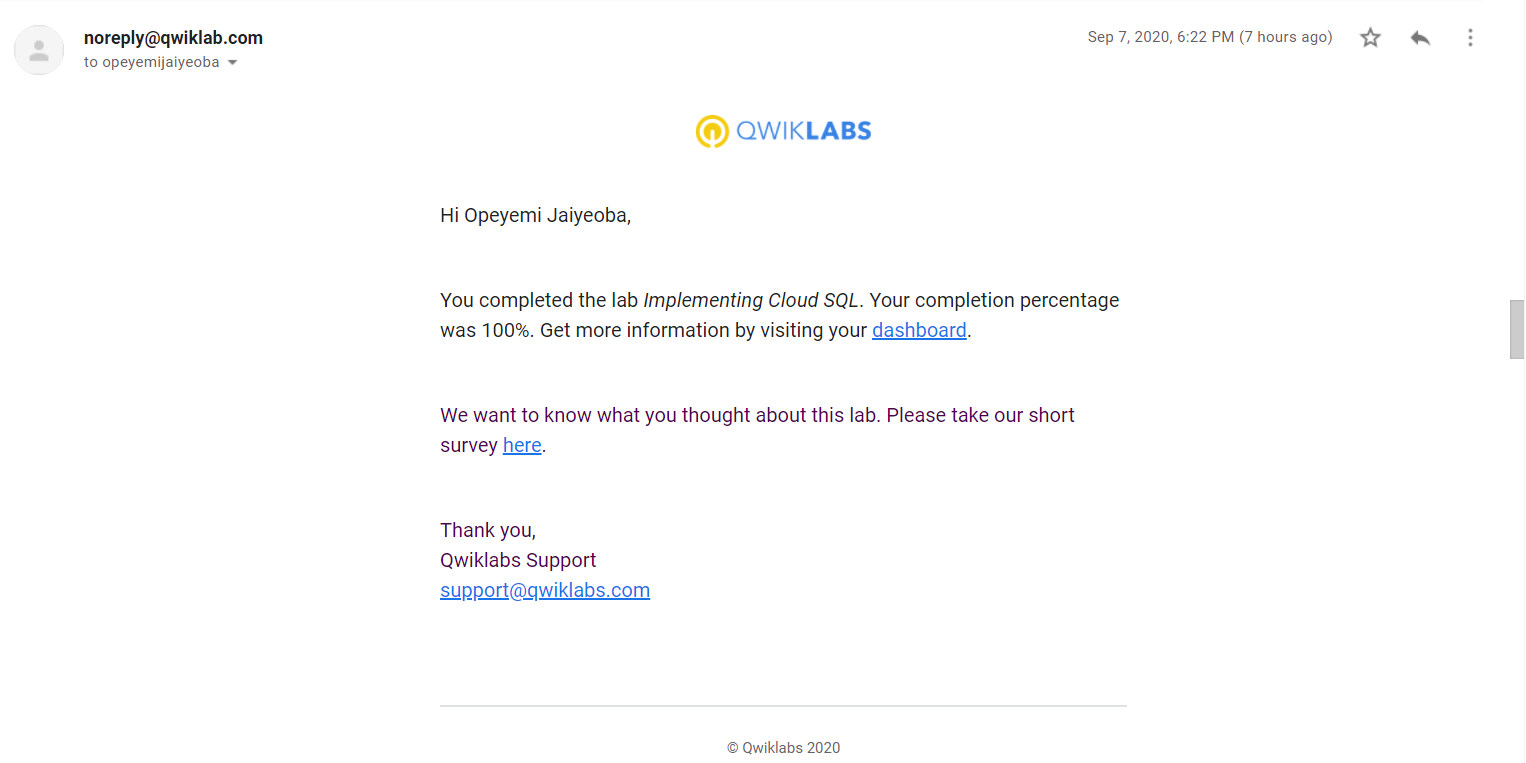 noreply@qwiklab.com
Sep 7, 2020, 6:22 PM (7 hours ago)
to opeyemijaiyeoba
QWIKLABS
Hi Opeyemi Jaiyeoba,
You completed the lab Implementing Cloud SQL. Your completion percentage
was 100%. Get more information by visiting your dashboard.
We want to know what you thought about this lab. Please take our short
survey here.
Thank you,
Qwiklabs Support
support@qwiklabs.com
© Qwiklabs 2020